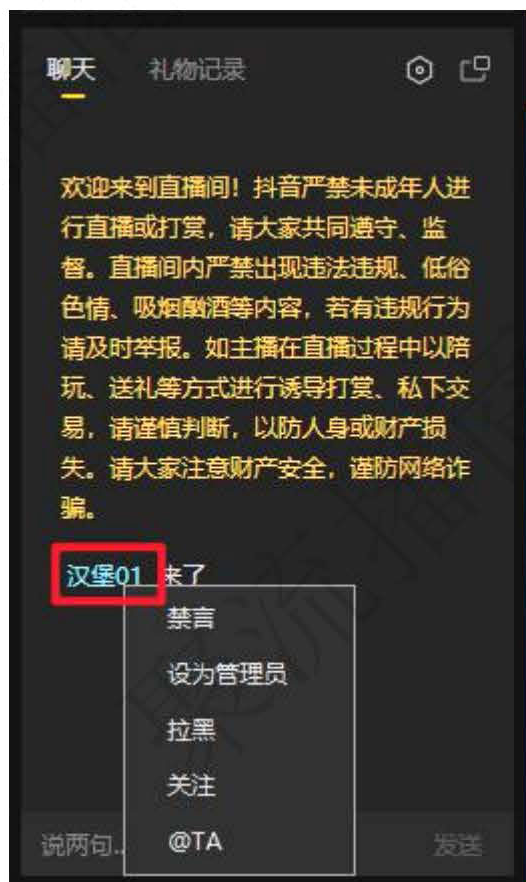 聊天 礼物记录
欢迎来到直播间！抖音严禁未成年人进
行直播或打赏，请大家共同遵守、监
督。直播间内严禁出现违法违规、低俗
色情、吸烟酗酒等内容，若有违规行为
请及时举报。如主播在直播过程中以陪
玩、送礼等方式进行诱导打赏、私下交
易，请谨慎判断，以防人身或财产损
失。请大家注意财产安全，谨防网络诈
骗。
汉堡01 来了
禁言
设为管理员
拉黑
关注
@TA
说两句.. 发送